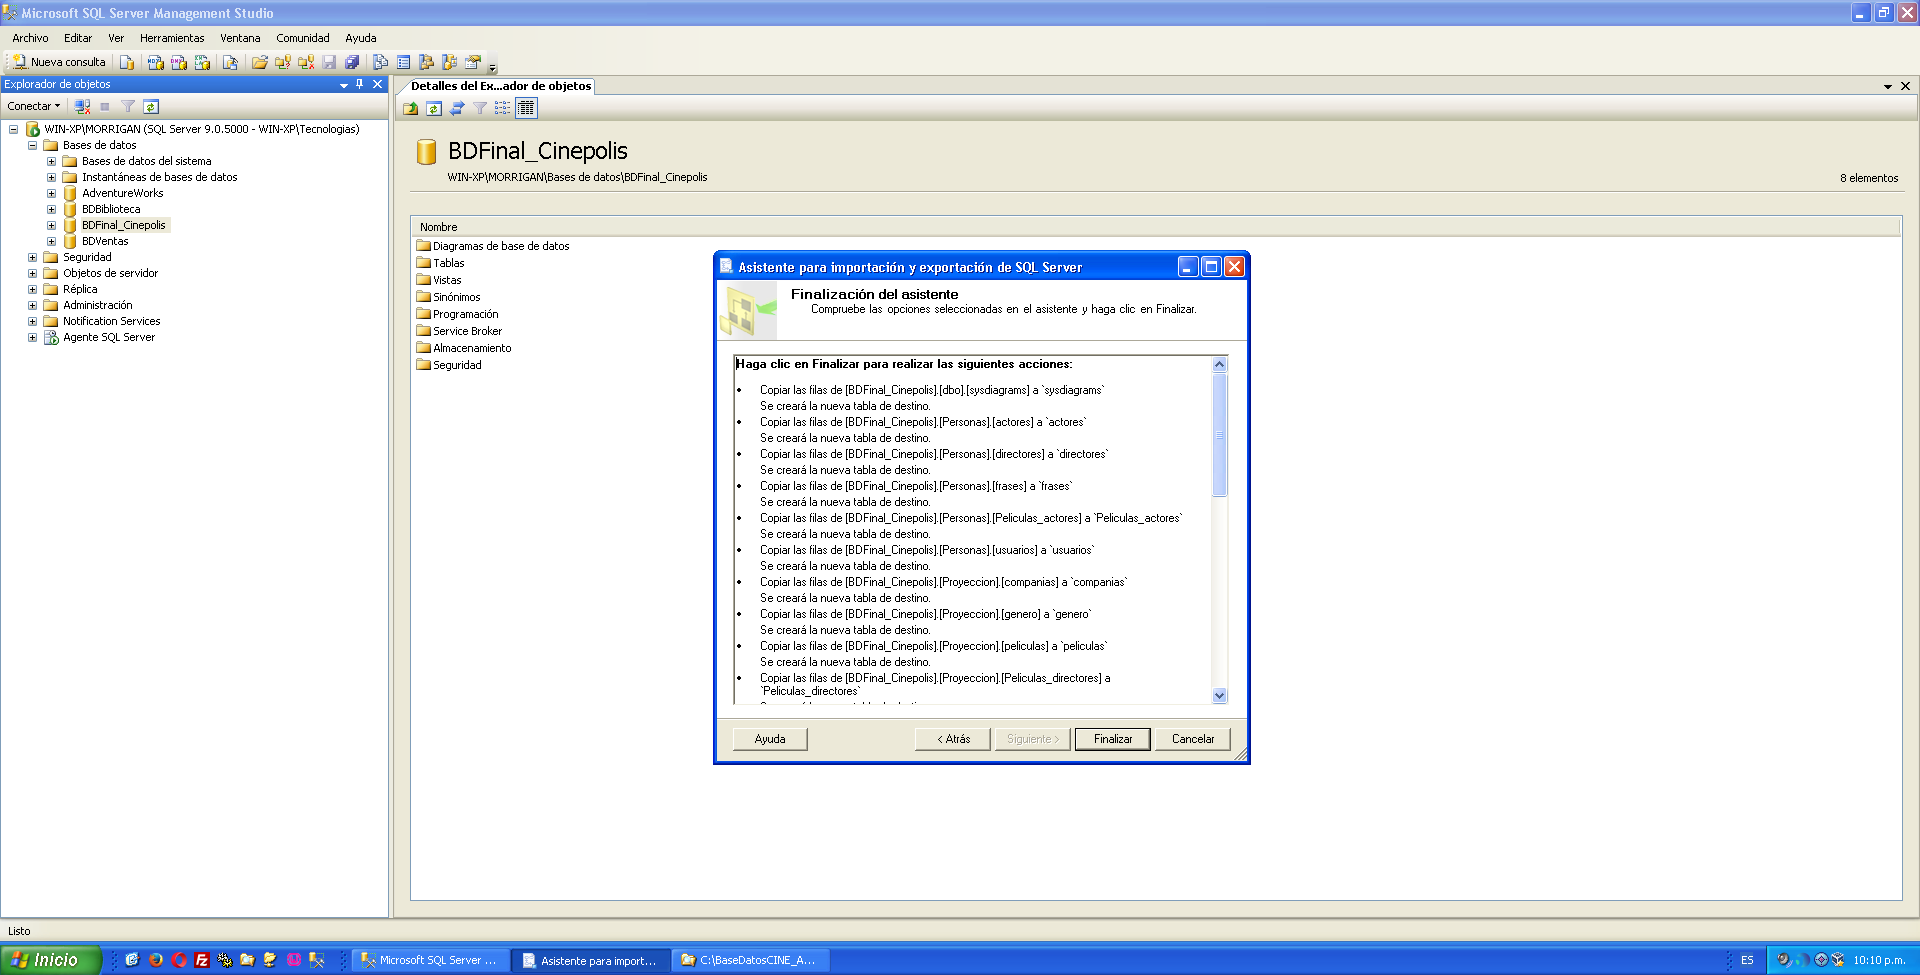 Microsoft SQL Server Management Studio
Archivo Editar Ver Herramientas Ventana Comunidad Ayuda
Nueva consulta
Explorador de objetos
Conectar
WIN-XP\MORRIGAN (SQL Server 9.0.5000 - WIN-XP\Tecnologias)
Bases de datos
Bases de datos del sistema
Instantáneas de bases de datos
AdventureWorks
BDBiblioteca
BDFinal_Cinepolis
BDVentas
Seguridad
Objetos de servidor
Réplica
Administración
Notification Services
Agente SQL Server
Detalles del Ex...ador de objetos
BDFinal_Cinepolis
WIN-XP\MORRIGAN\Bases de datos\BDFinal_Cinepolis
8 elementos
Nombre
Diagramas de base de datos
Tablas
Vistas
Sinónimos
Programación
Service Broker
Almacenamiento
Seguridad
Asistente para importación y exportación de SQL Server
Finalización del asistente
Compruebe las opciones seleccionadas en el asistente y haga clic en Finalizar.
Haga clic en Finalizar para realizar las siguientes acciones:
• Copiar las filas de [BDFinal_Cinepolis].[dbo].[sysdiagrams] a `sysdiagrams`
Se creará la nueva tabla de destino.
• Copiar las filas de [BDFinal_Cinepolis].[Personas].[actores] a `actores`
Se creará la nueva tabla de destino.
• Copiar las filas de [BDFinal_Cinepolis].[Personas].[directores] a `directores`
Se creará la nueva tabla de destino.
• Copiar las filas de [BDFinal_Cinepolis].[Personas].[frases] a `frases`
Se creará la nueva tabla de destino.
• Copiar las filas de [BDFinal_Cinepolis].[Personas].[Peliculas_actores] a `Peliculas_actores`
Se creará la nueva tabla de destino.
• Copiar las filas de [BDFinal_Cinepolis].[Personas].[usuarios] a `usuarios`
Se creará la nueva tabla de destino.
• Copiar las filas de [BDFinal_Cinepolis].[Proyeccion].[companias] a `companias`
Se creará la nueva tabla de destino.
• Copiar las filas de [BDFinal_Cinepolis].[Proyeccion].[genero] a `genero`
Se creará la nueva tabla de destino.
• Copiar las filas de [BDFinal_Cinepolis].[Proyeccion].[peliculas] a `peliculas`
Se creará la nueva tabla de destino.
• Copiar las filas de [BDFinal_Cinepolis].[Proyeccion].[Peliculas_directores] a
`Peliculas_directores`
Ayuda < Atrás Siguiente > Finalizar Cancelar
Listo
Inicio
Microsoft SQL Server ...
Asistente para import...
C:\BaseDatosCINE_A...
ES
10:10 p.m.